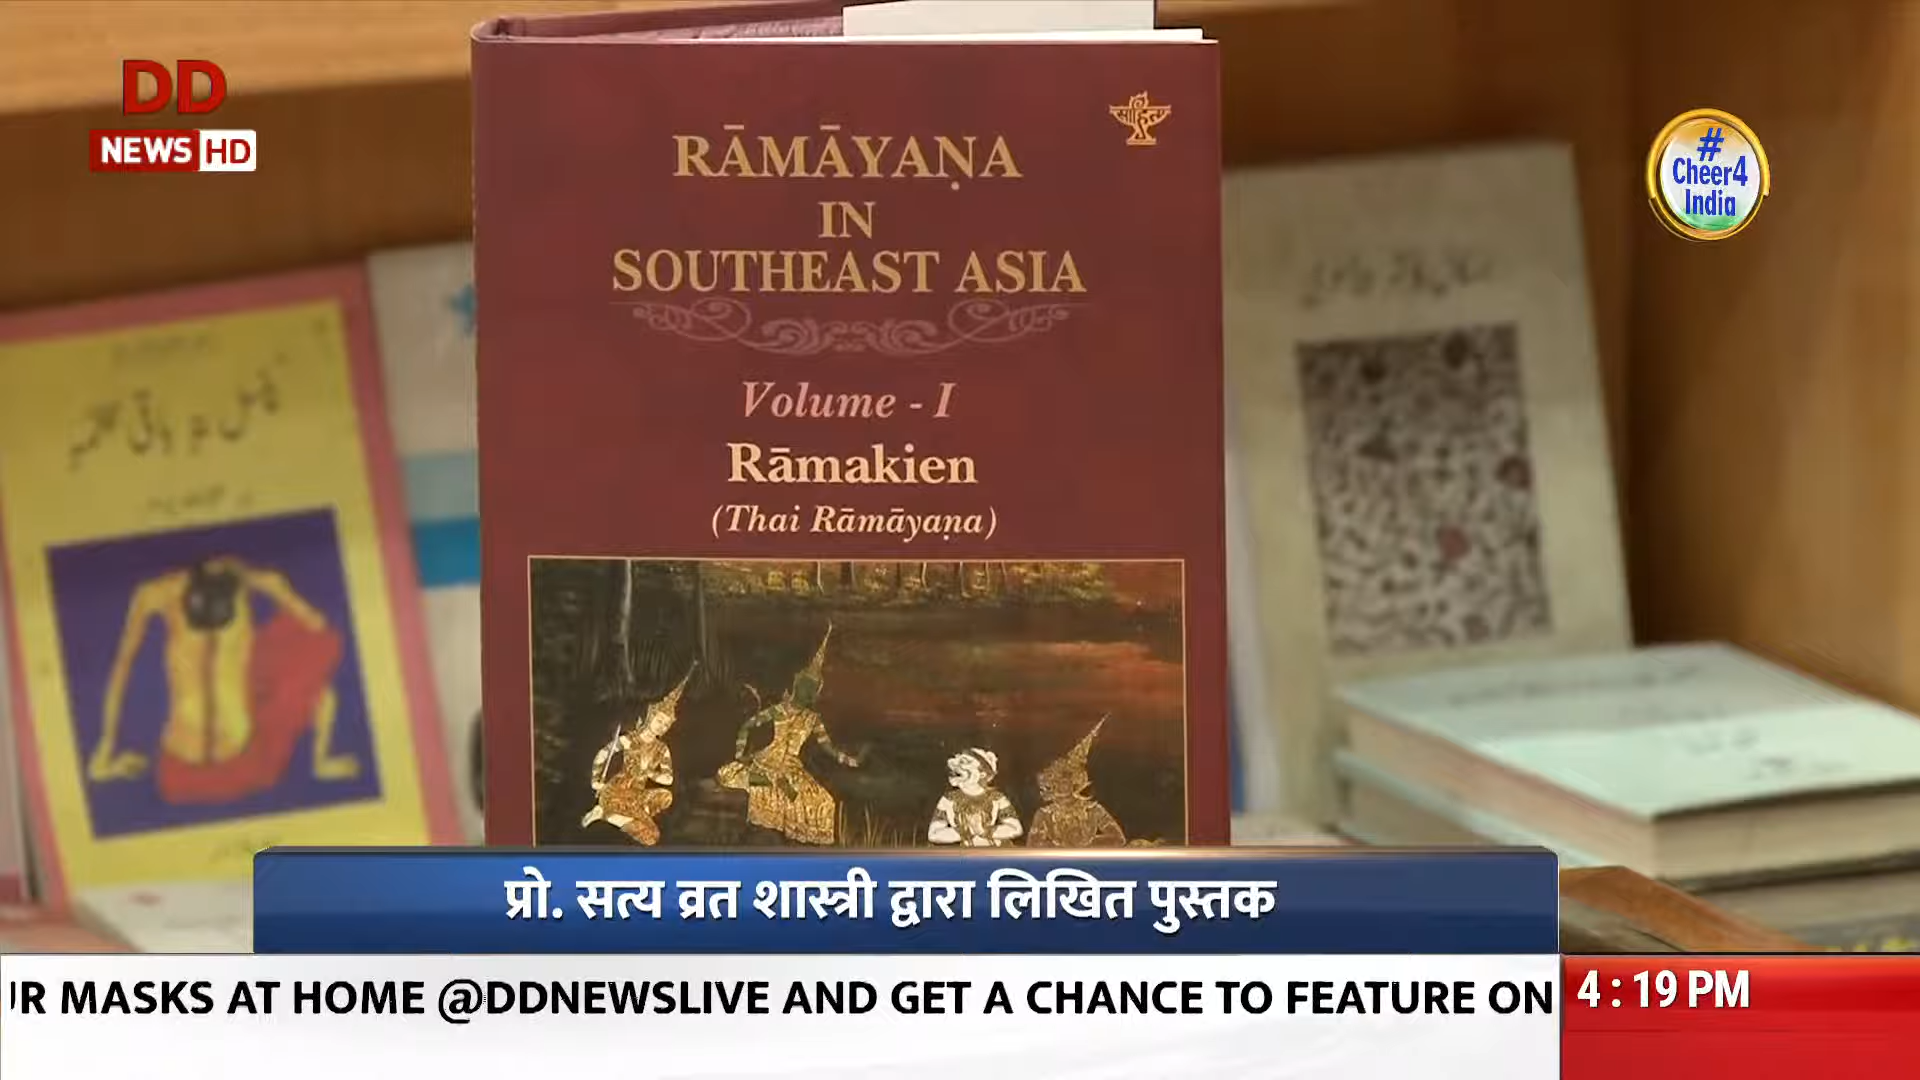 DD
NEWS HD
#
Cheer4
India
साहित्य
RĀMĀYAṆA
IN
SOUTHEAST ASIA
Volume - I
Rāmakien
(Thai Rāmāyaṇa)
प्रो. सत्य व्रत शास्त्री द्वारा लिखित पुस्तक
MASKS AT HOME @DDNEWSLIVE AND GET A CHANCE TO FEATURE ON
4 : 19 PM